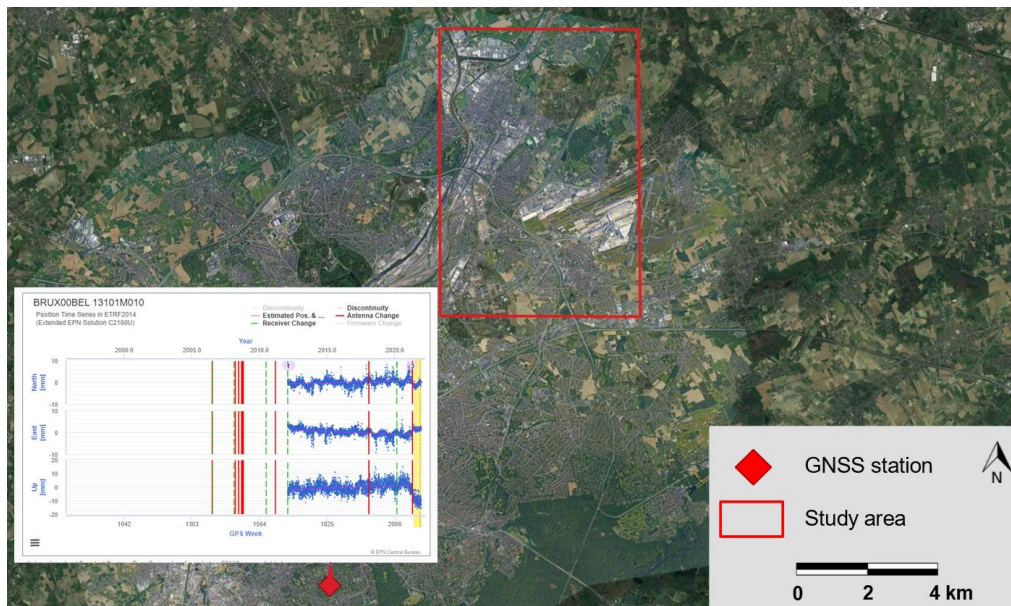 BRUX00BEL 13101M010
Position Time Series in ETRF2014
(Extended EPN Solution C2160U)
Discontinuity
Estimated Pos. & ...
Receiver Change
Discontinuity
Antenna Change
Firmware Change
Year
2000.0 2005.0 2010.0 2015.0 2020.0
North
[mm]
10
0
-10
East
[mm]
10
0
-10
Up
[mm]
20
10
0
-10
-20
1042 1303 1564 1825 2086
GPS Week
© EPN Central Bureau
GNSS station
Study area
N
0 2 4 km